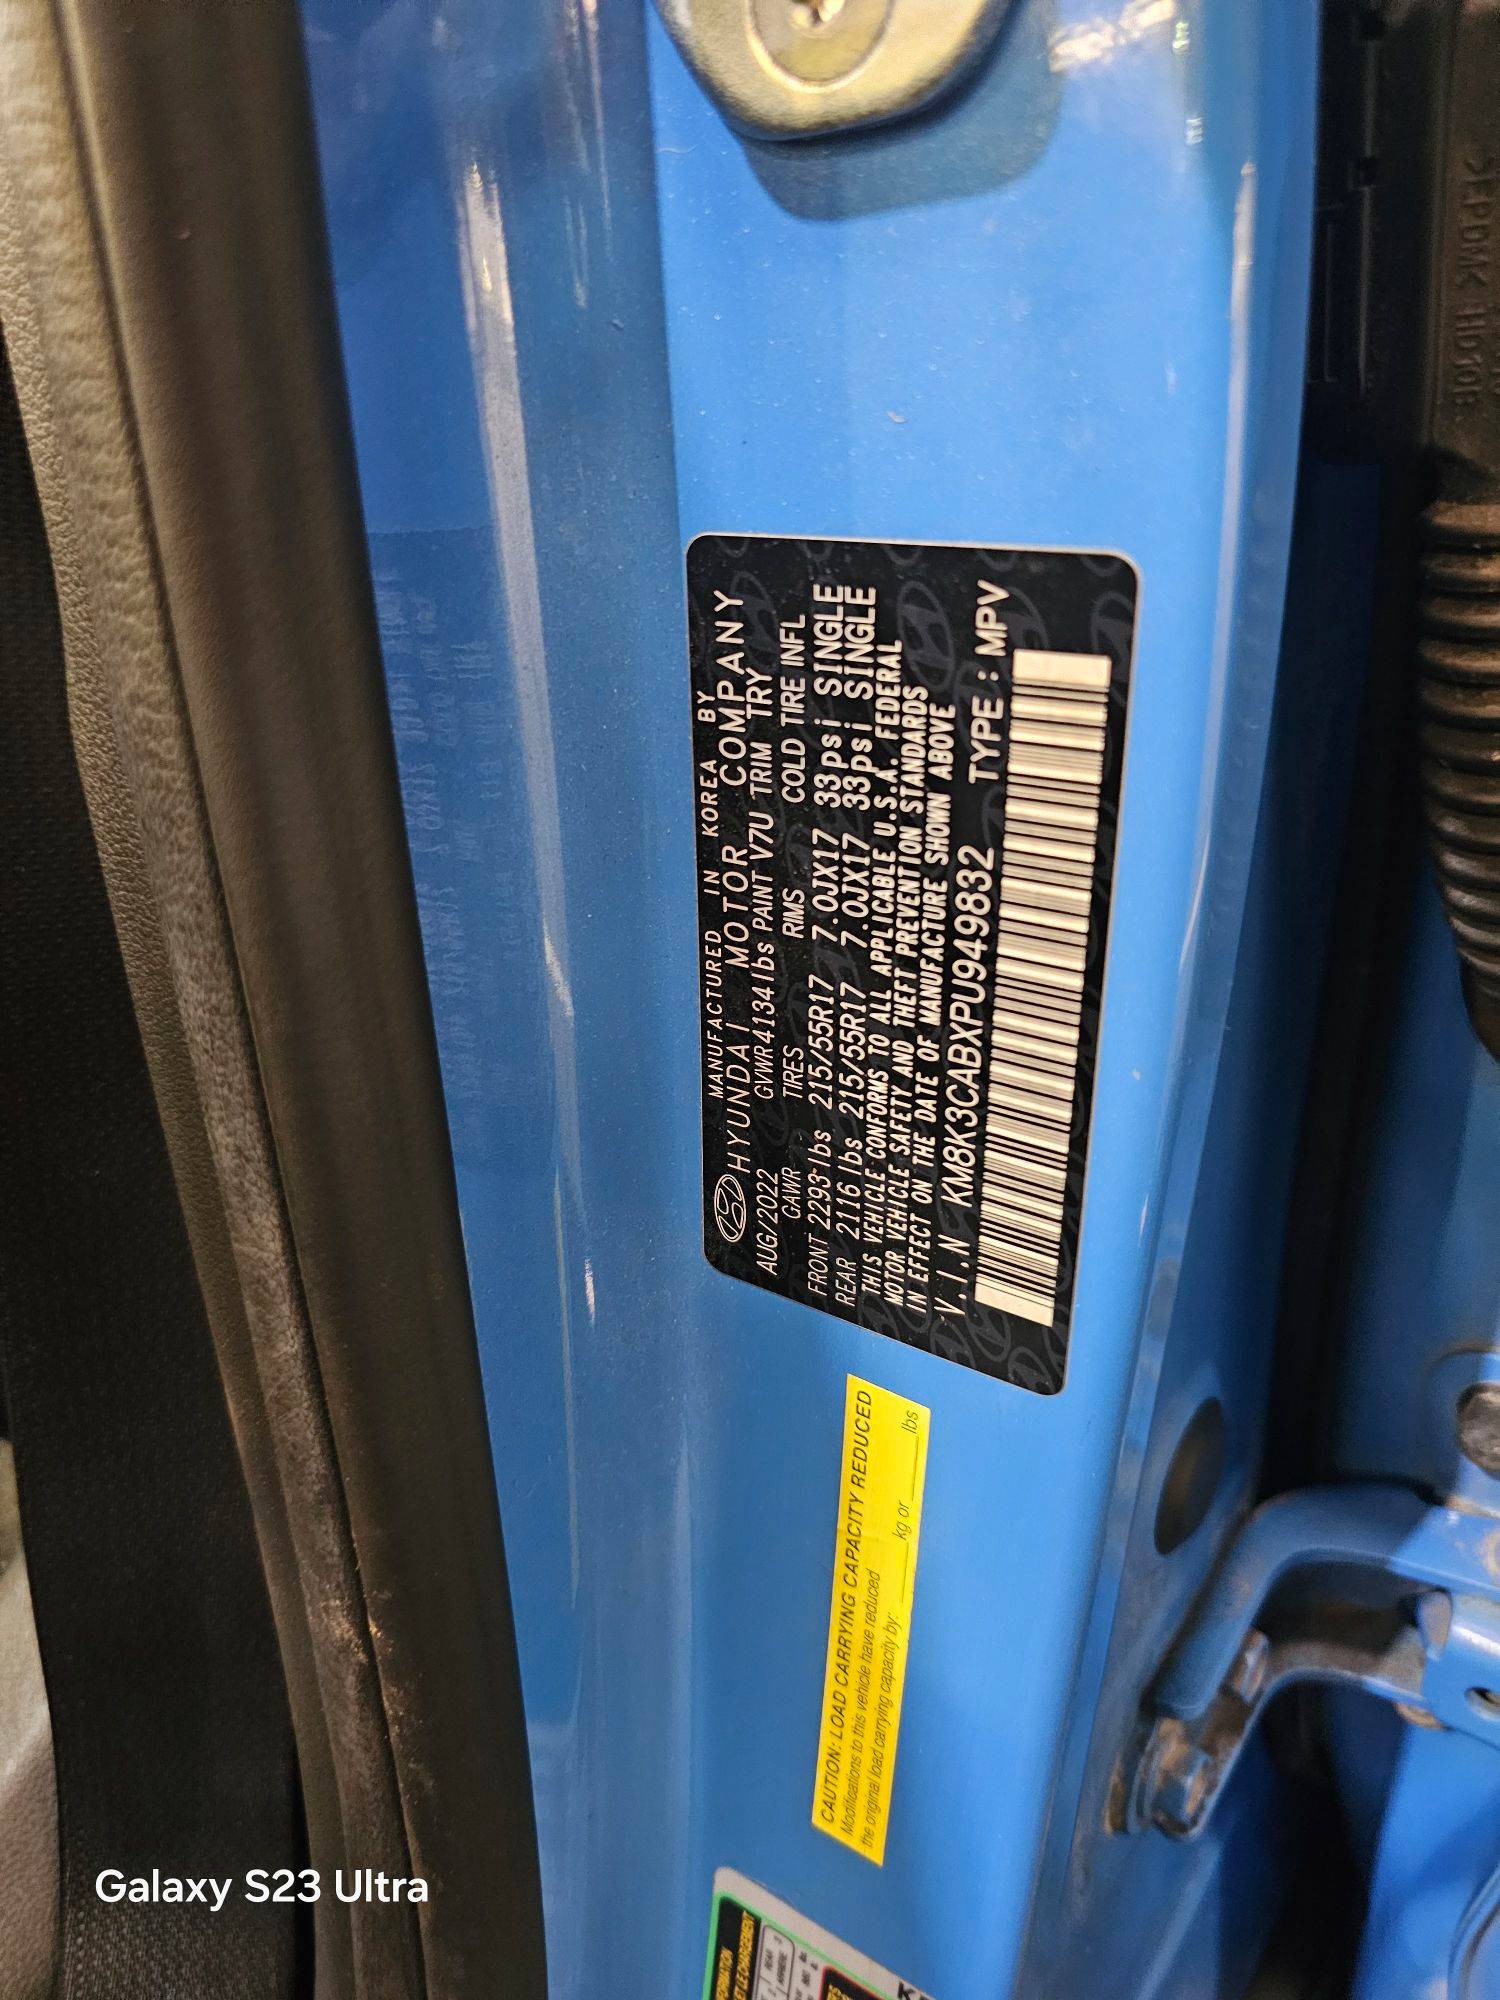 MANUFACTURED IN KOREA BY
HYUNDAI MOTOR COMPANY
AUG/2022 GVWR 4134 lbs PAINT V7U TRIM TRY
GAWR TIRES RIMS COLD TIRE INFL
FRONT 2293 lbs 215/55R17 7.0JX17 33psi SINGLE
REAR 2116 lbs 215/55R17 7.0JX17 33psi SINGLE
THIS VEHICLE CONFORMS TO ALL APPLICABLE U.S.A. FEDERAL
MOTOR VEHICLE SAFETY AND THEFT PREVENTION STANDARDS
IN EFFECT ON THE DATE OF MANUFACTURE SHOWN ABOVE
V.I.N KM8K3CABXPU949832 TYPE : MPV
CAUTION: LOAD CARRYING CAPACITY REDUCED
Modifications to this vehicle have reduced
the original load carrying capacity by: ______ kg or ______ lbs
Galaxy S23 Ultra